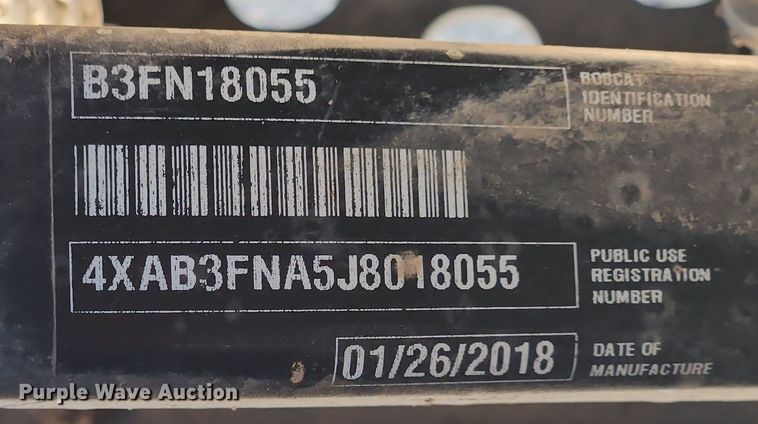 B3FN18055
BOBCAT
IDENTIFICATION
NUMBER
4XAB3FNA5J8018055
PUBLIC USE
REGISTRATION
NUMBER
01/26/2018
DATE OF
MANUFACTURE
Purple Wave Auction